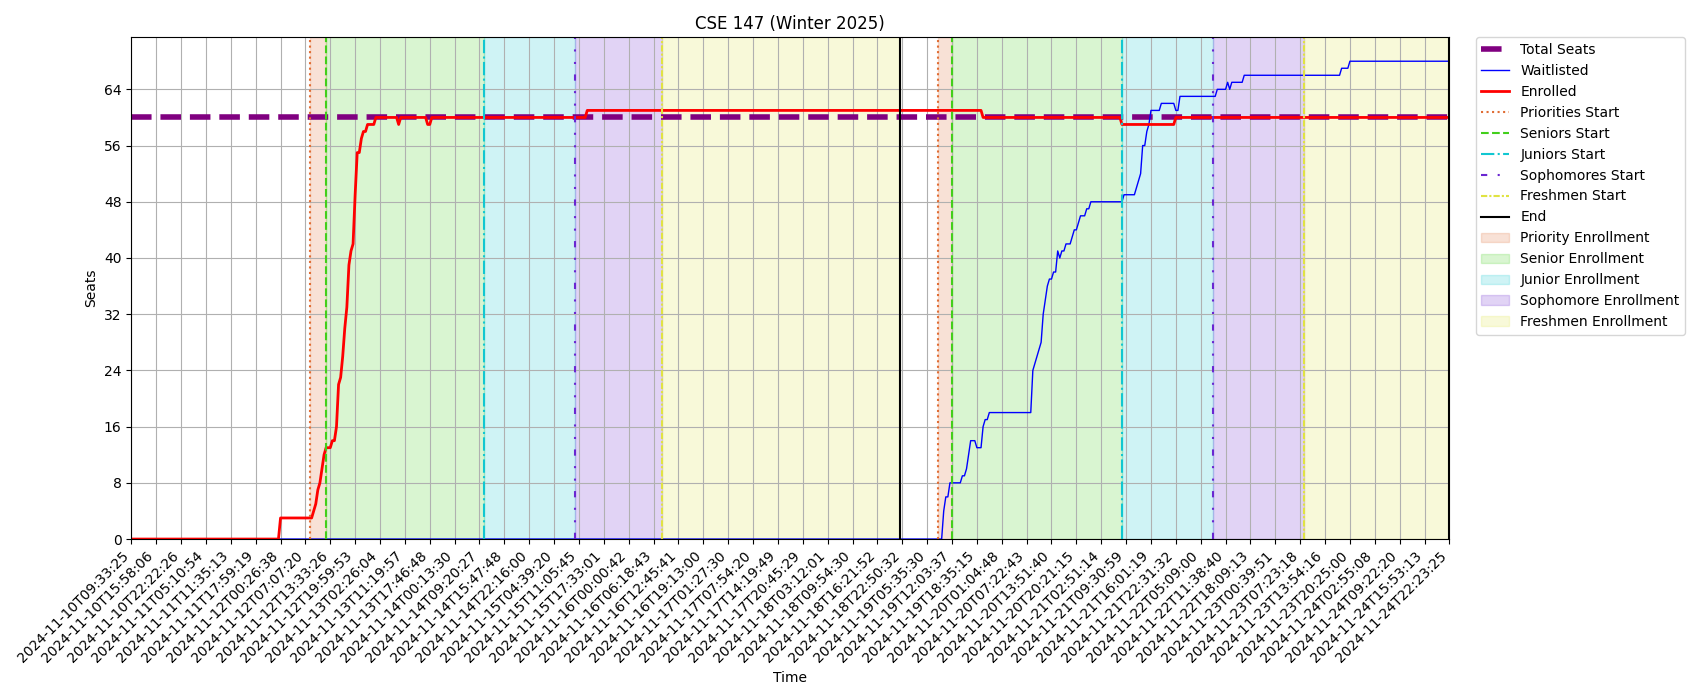 CSE 147 (Winter 2025)
Seats
64
56
48
40
32
24
16
8
0
2024-11-10T09:33:25
2024-11-10T15:58:06
2024-11-10T22:22:26
2024-11-11T05:10:54
2024-11-11T11:35:13
2024-11-11T17:59:19
2024-11-12T00:26:38
2024-11-12T07:07:20
2024-11-12T13:33:26
2024-11-12T19:59:53
2024-11-13T02:26:04
2024-11-13T11:19:57
2024-11-13T17:46:48
2024-11-14T00:13:30
2024-11-14T09:20:27
2024-11-14T15:47:48
2024-11-14T22:16:00
2024-11-15T04:39:20
2024-11-15T11:05:45
2024-11-15T17:33:01
2024-11-16T00:00:42
2024-11-16T06:18:45
2024-11-16T12:45:41
2024-11-16T19:13:00
2024-11-17T01:27:30
2024-11-17T07:54:20
2024-11-17T14:19:49
2024-11-17T20:45:29
2024-11-18T03:12:01
2024-11-18T09:54:30
2024-11-18T16:21:52
2024-11-18T22:50:32
2024-11-19T05:35:30
2024-11-19T12:03:37
2024-11-19T18:35:15
2024-11-20T01:04:48
2024-11-20T07:22:43
2024-11-20T13:51:40
2024-11-20T20:21:15
2024-11-21T02:51:14
2024-11-21T09:30:59
2024-11-21T16:01:19
2024-11-21T22:31:32
2024-11-22T05:09:00
2024-11-22T11:38:40
2024-11-22T18:09:13
2024-11-23T00:39:51
2024-11-23T07:23:18
2024-11-23T13:54:16
2024-11-23T20:25:00
2024-11-24T02:55:08
2024-11-24T09:22:20
2024-11-24T15:53:13
2024-11-24T22:23:25
Time
Total Seats
Waitlisted
Enrolled
Priorities Start
Seniors Start
Juniors Start
Sophomores Start
Freshmen Start
End
Priority Enrollment
Senior Enrollment
Junior Enrollment
Sophomore Enrollment
Freshmen Enrollment